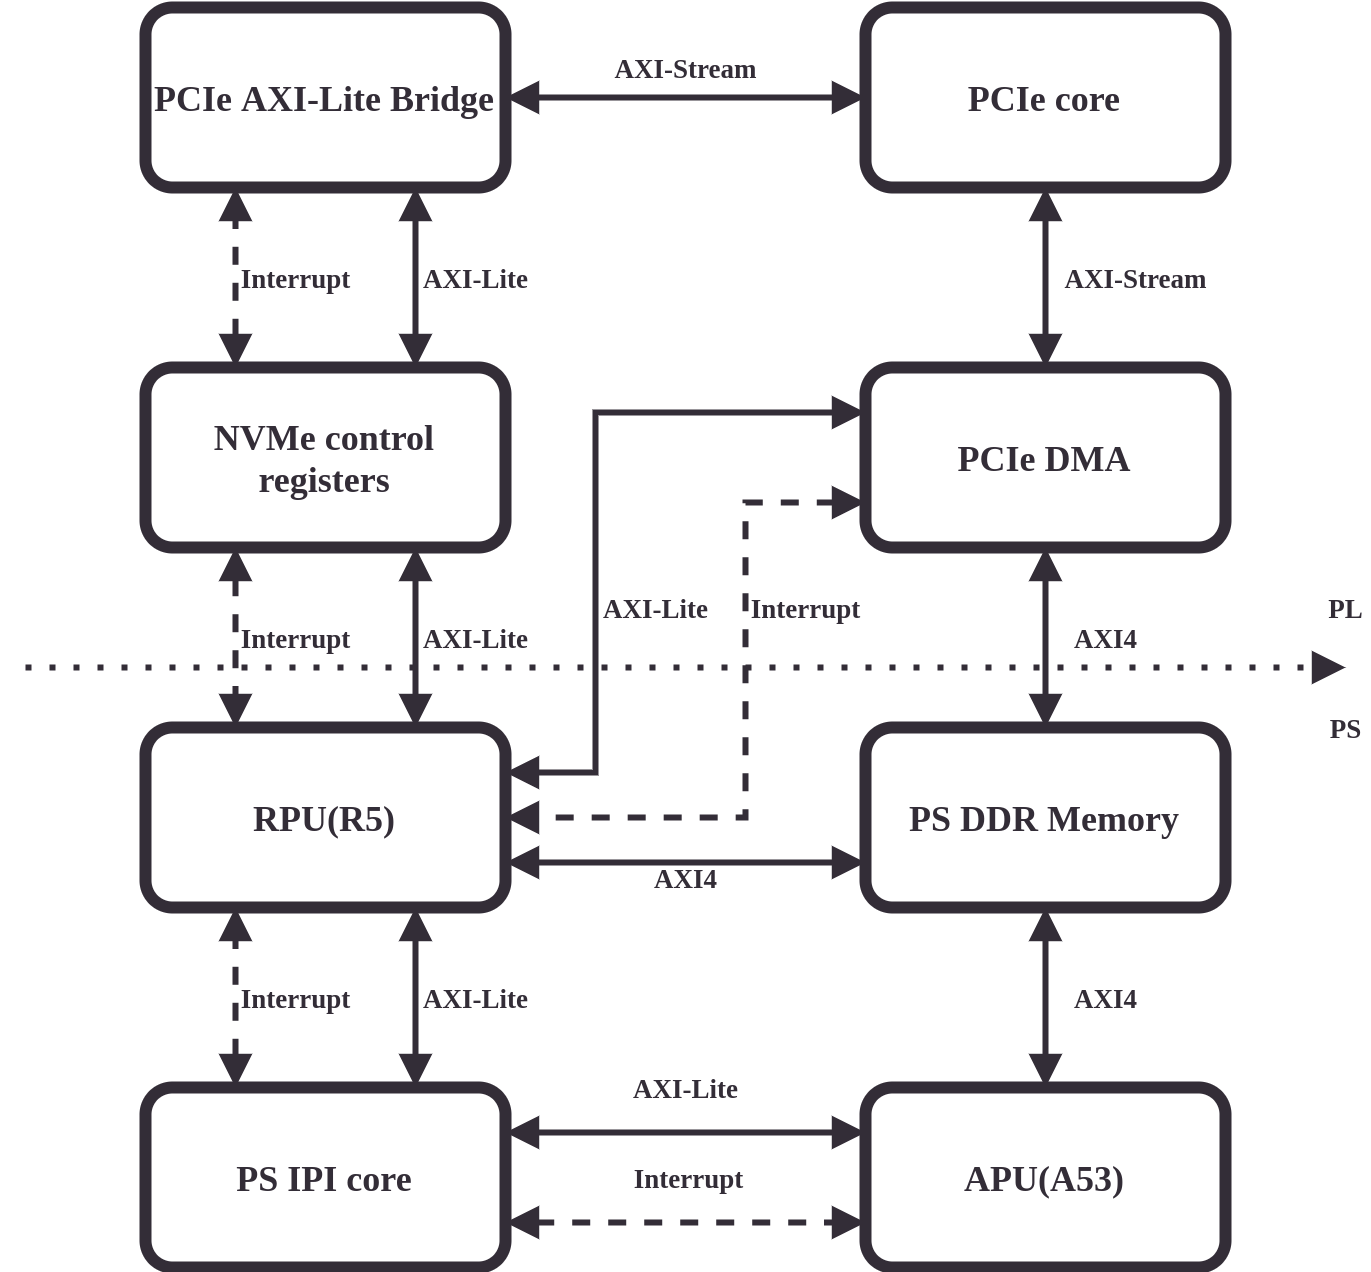 AXI-Stream
PCIe AXI-Lite Bridge
PCIe core
Interrupt
AXI-Lite
AXI-Stream
NVMe control
registers
PCIe DMA
AXI-Lite
Interrupt
PL
Interrupt
AXI-Lite
AXI4
PS
RPU(R5)
PS DDR Memory
AXI4
Interrupt
AXI-Lite
AXI4
AXI-Lite
PS IPI core
Interrupt
APU(A53)